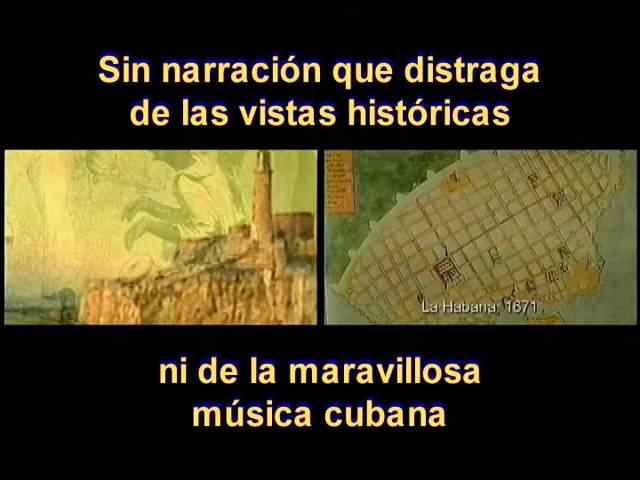 Sin narración que distraga
de las vistas históricas
La Habana, 1671
ni de la maravillosa
música cubana